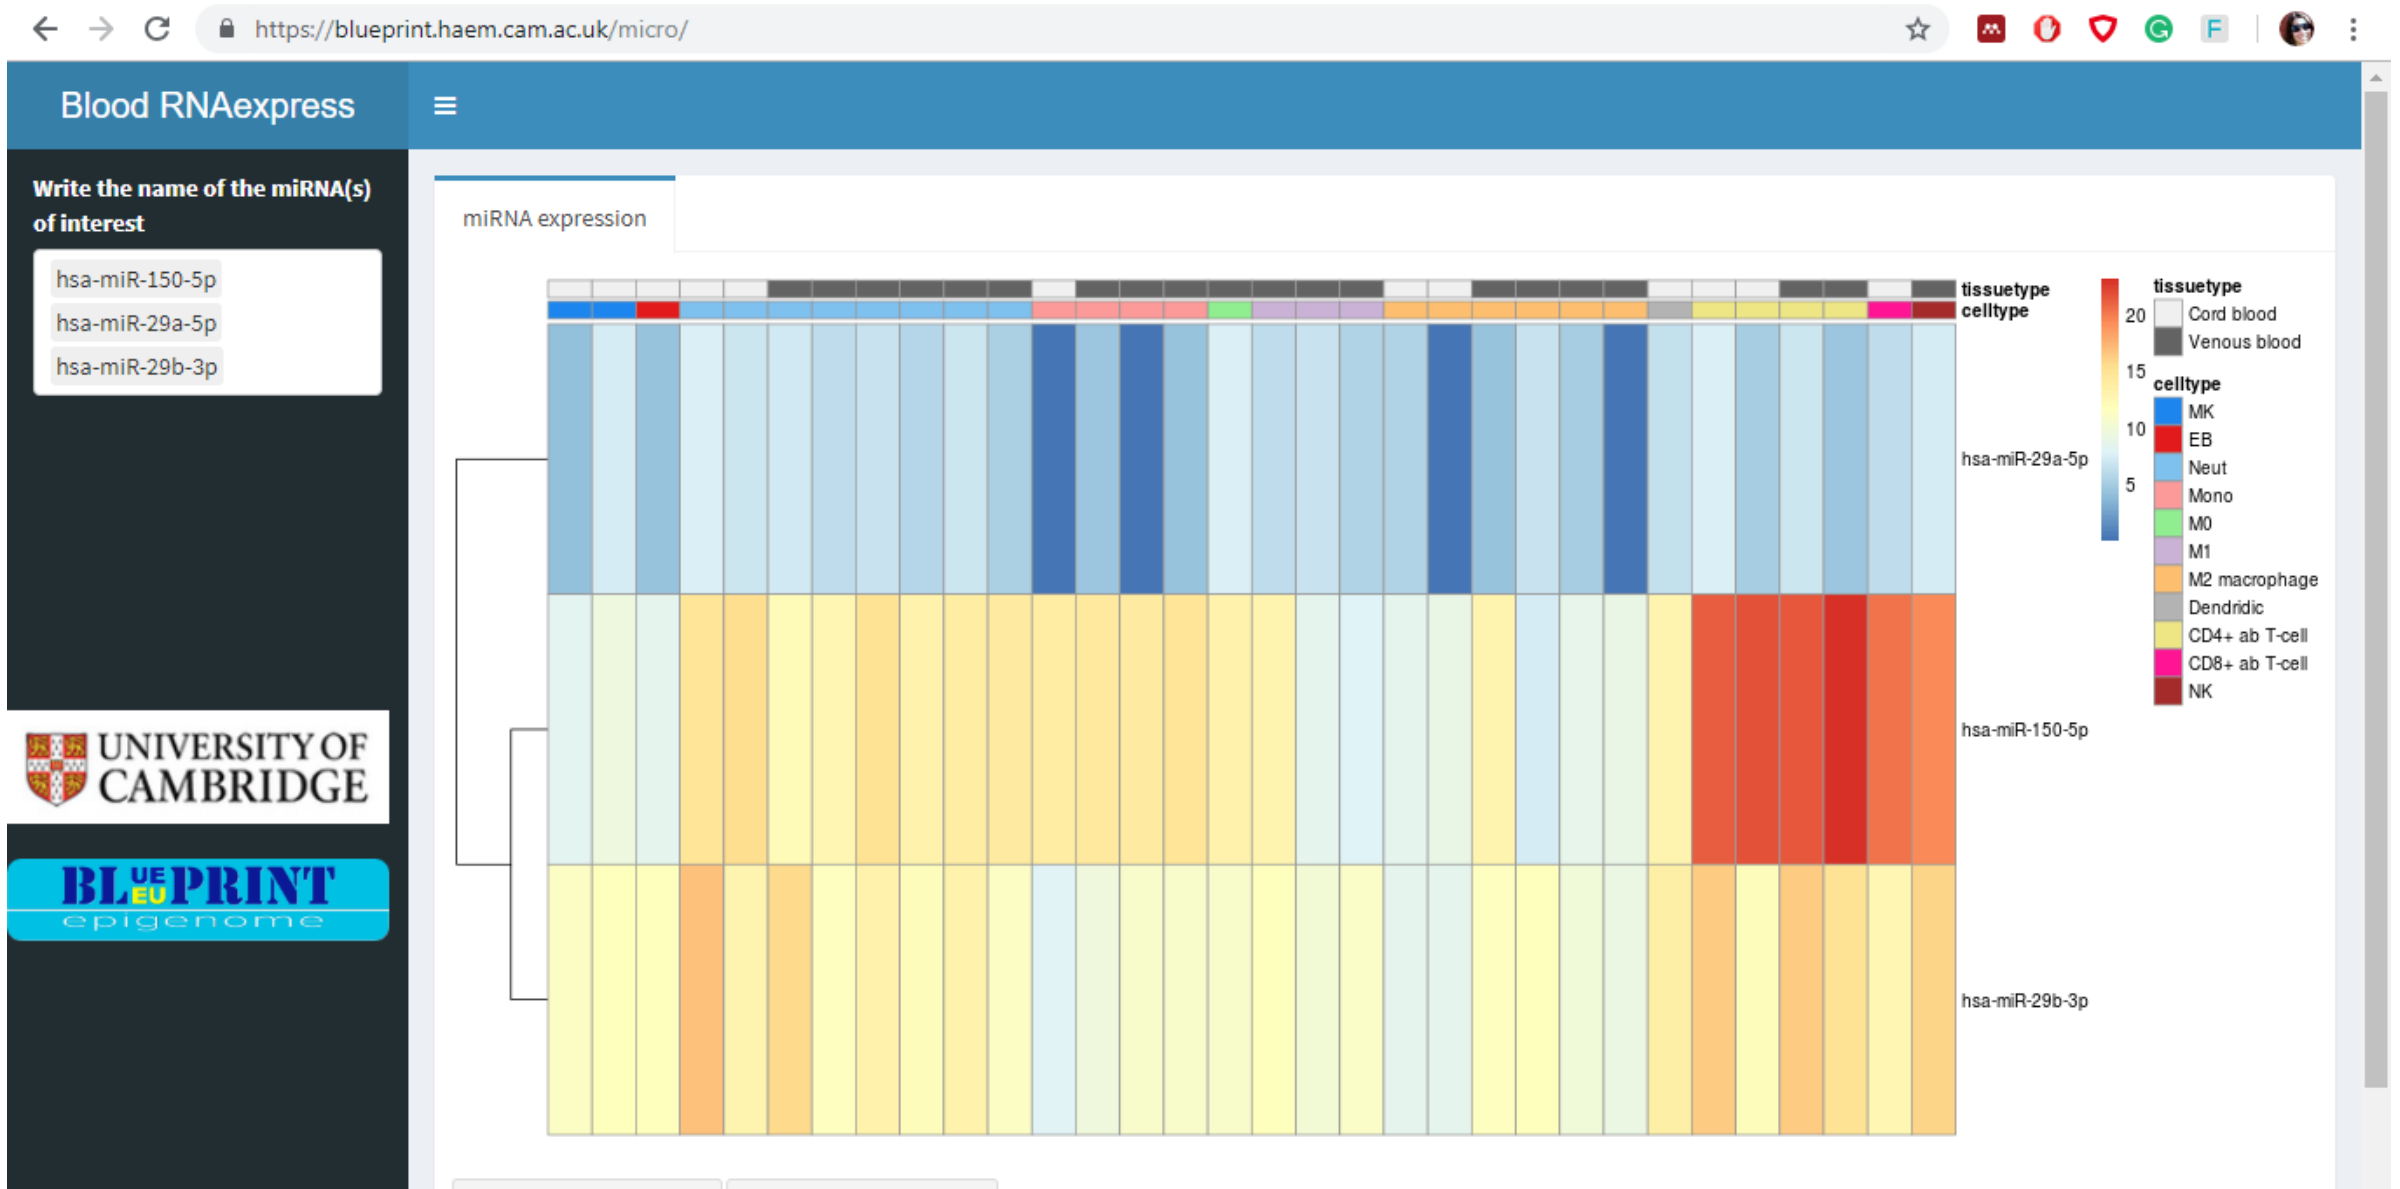 https://blueprint.haem.cam.ac.uk/micro/
Blood RNAexpress
Write the name of the miRNA(s)
of interest
hsa-miR-150-5p
hsa-miR-29a-5p
hsa-miR-29b-3p
UNIVERSITY OF
CAMBRIDGE
BLUEPRINT
EU
epigenome
miRNA expression
tissuetype
celltype
hsa-miR-29a-5p
hsa-miR-150-5p
hsa-miR-29b-3p
20
15
10
5
tissuetype
Cord blood
Venous blood
celltype
MK
EB
Neut
Mono
M0
M1
M2 macrophage
Dendridic
CD4+ ab T-cell
CD8+ ab T-cell
NK